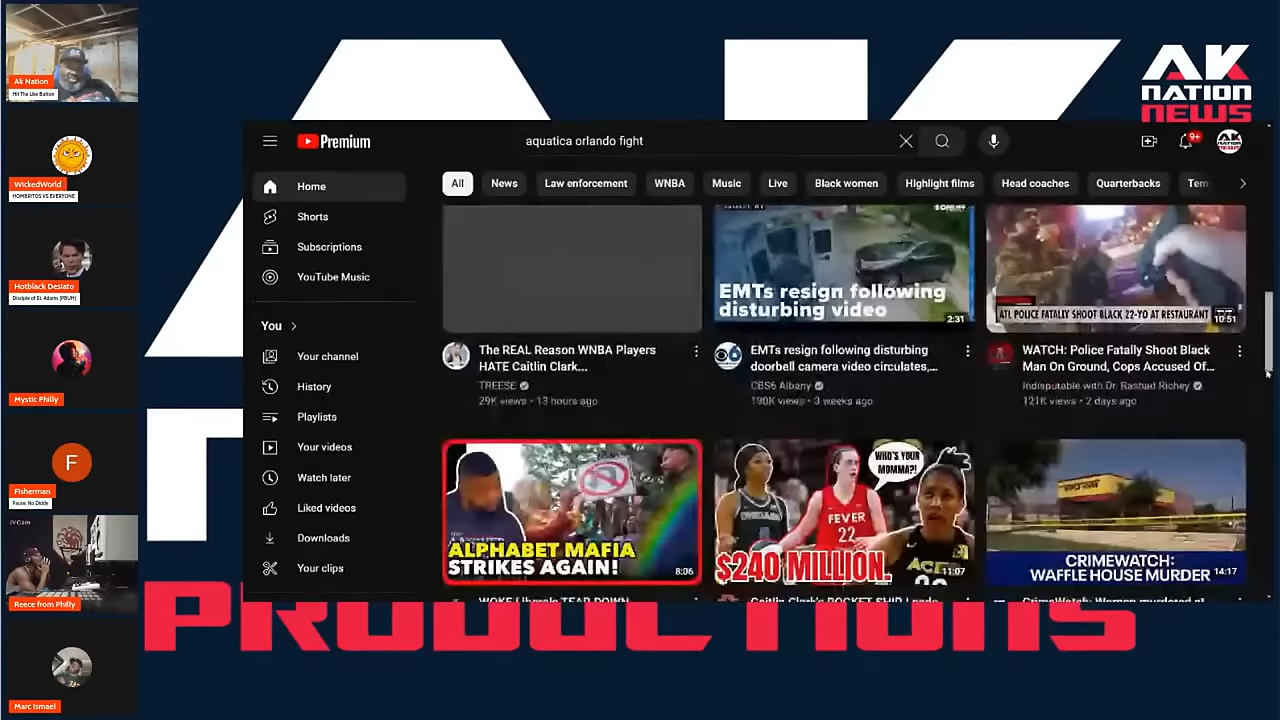 Ak Nation
Hit The Like Button
WickedWorld
HOMBRITOS VS EVERYONE
Hotblack Desiato
Disciple of St. Adams (PBUH)
Mystic Philly
F
Fisherman
Pause, No Diddy
Reece from Philly
Marc Ismael
AK
NATION
NEWS
Premium
aquatica orlando fight
9+
Home
Shorts
Subscriptions
YouTube Music
You
Your channel
History
Playlists
Your videos
Watch later
Liked videos
Downloads
Your clips
All
News
Law enforcement
WNBA
Music
Live
Black women
Highlight films
Head coaches
Quarterbacks
Tem
The REAL Reason WNBA Players
HATE Caitlin Clark...
TREESE
29K views • 13 hours ago
EMTs resign following
disturbing video
2:31
EMTs resign following disturbing
doorbell camera video circulates,...
CBS6 Albany
190K views • 3 weeks ago
ATL POLICE FATALLY SHOOT BLACK 22-YO AT RESTAURANT
10:51
WATCH: Police Fatally Shoot Black
Man On Ground, Cops Accused Of...
Indisputable with Dr. Rashad Richey
121K views • 2 days ago
ALPHABET MAFIA
STRIKES AGAIN!
8:06
WHO'S YOUR
MOMMA?!
FEVER
22
$240 MILLION.
11:07
CRIMEWATCH:
WAFFLE HOUSE MURDER
14:17
PRODUCTIONS